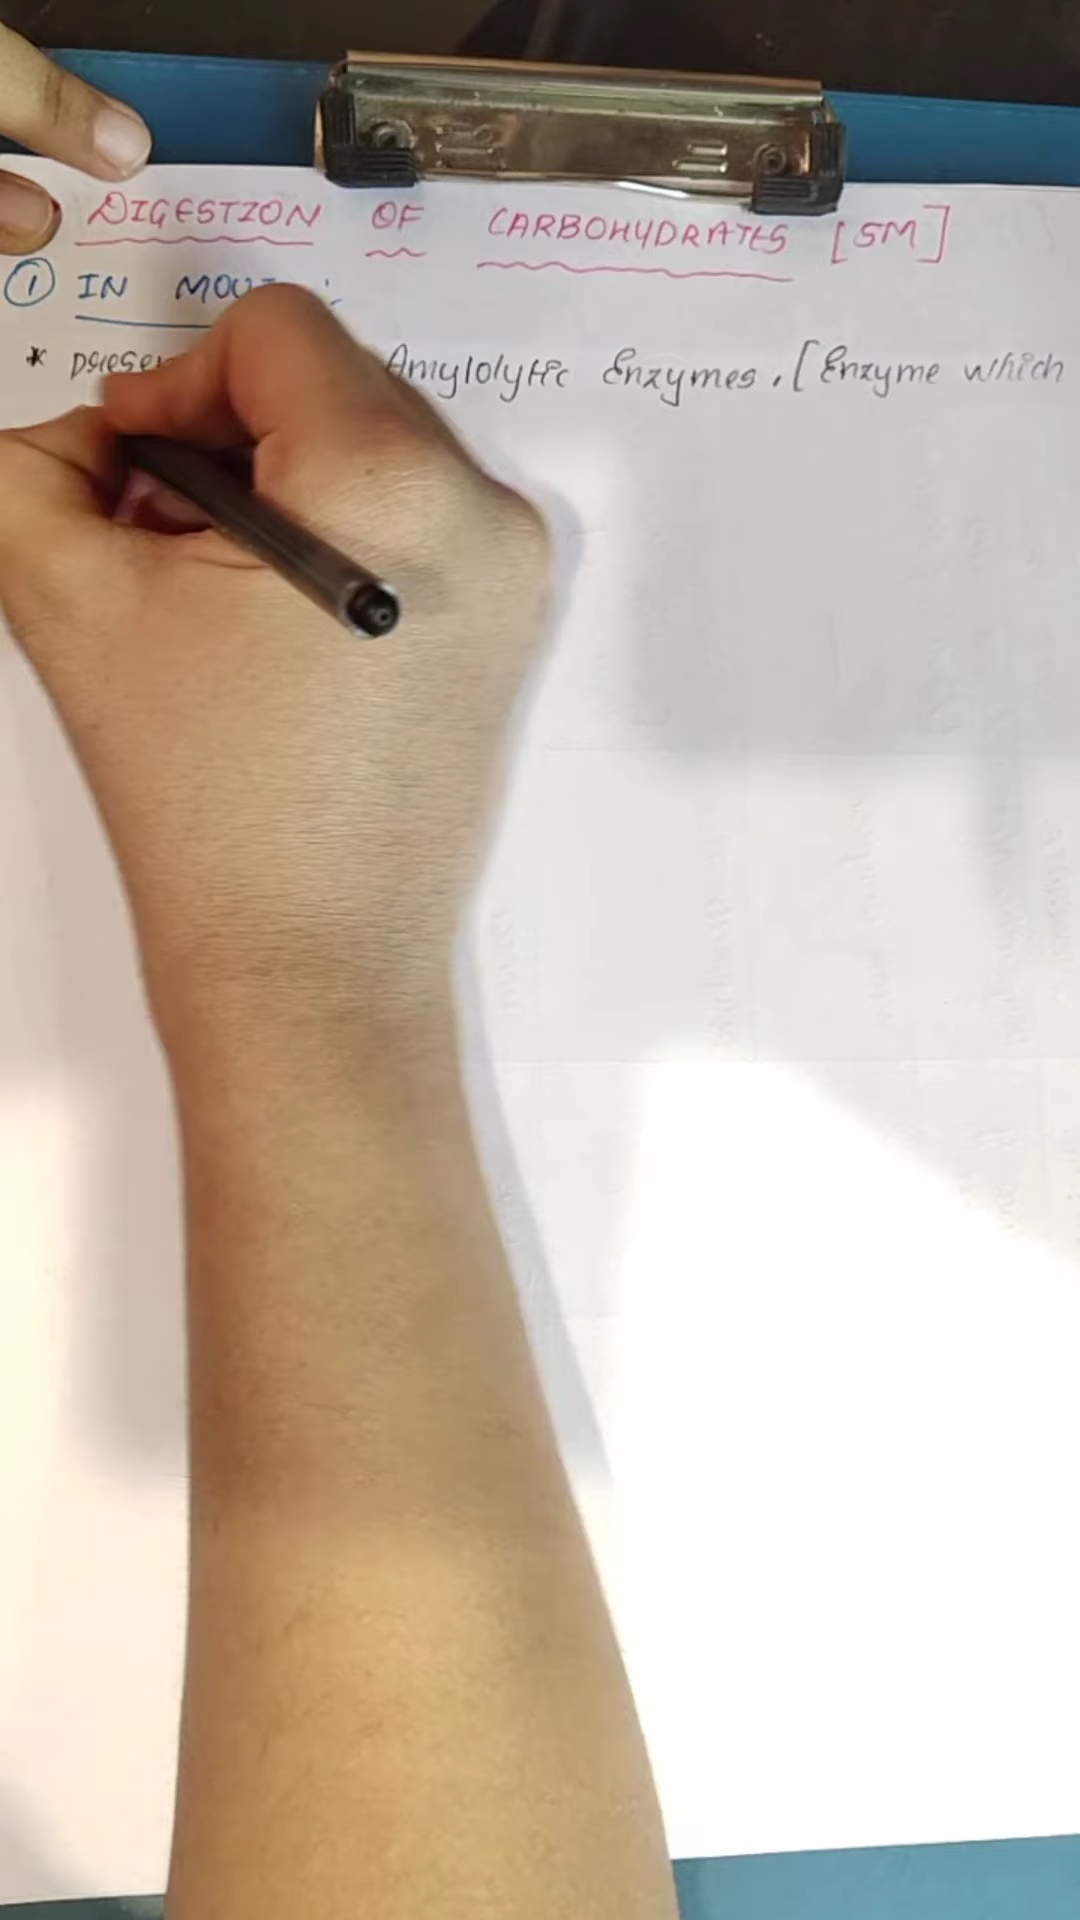 DIGESTION OF CARBOHYDRATES [5M]
① IN
* Amylolytic Enzymes. [Enzyme which